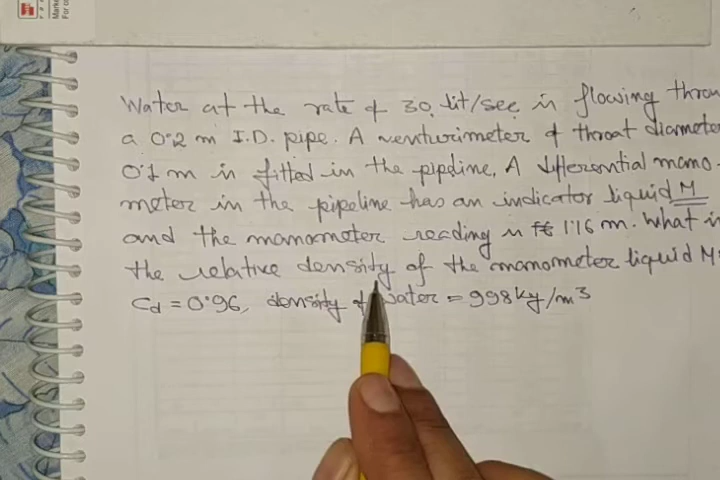 Water at the rate of 30 lit/sec is flowing throu
a 0.2 m I.D. pipe. A venturimeter of throat diameter
0.1 m is fitted in the pipeline. A differential mano-
meter in the pipeline has an indicator liquid M
and the manometer reading is 1.16 m. What is
the relative density of the manometer liquid M?
Cd = 0.96, density of water = 998 kg/m3